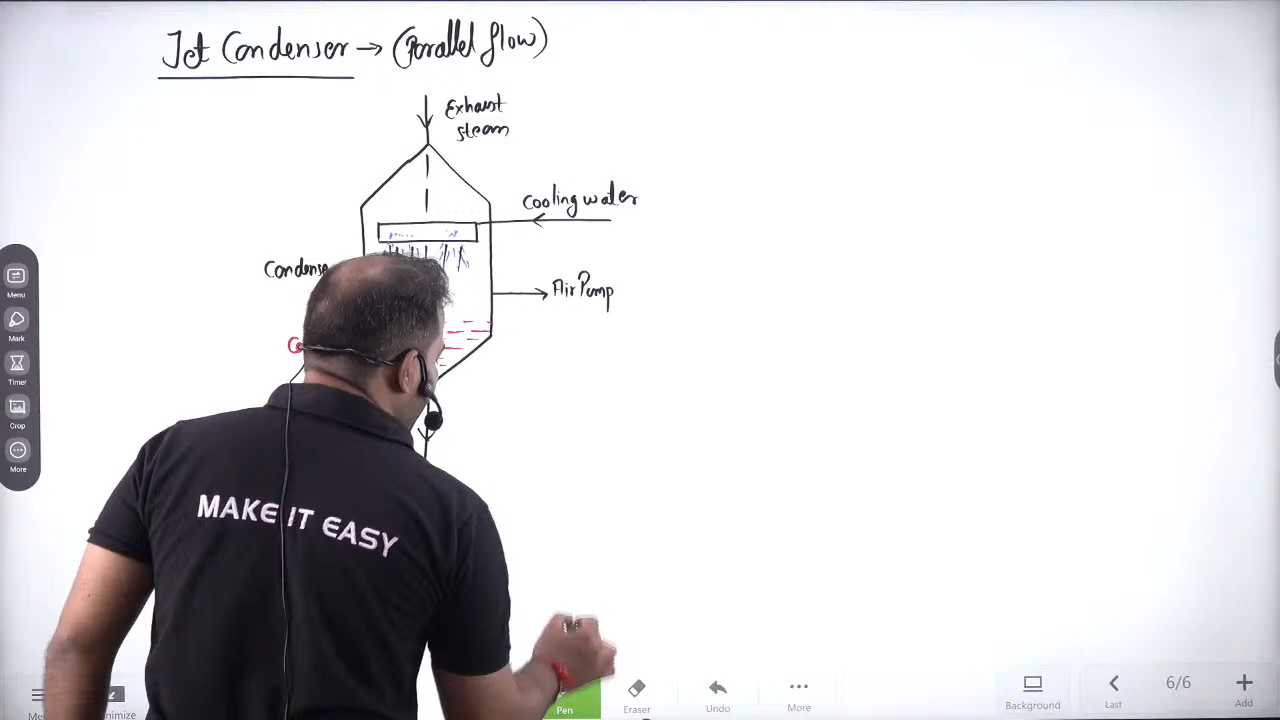 Jet Condenser → (Parallel flow)
Exhaust
steam
Cooling water
Condense
Air Pump
MAKE IT EASY
Menu
Mark
Timer
Crop
More
Pen
Eraser
Undo
More
Background
Last
6/6
Add